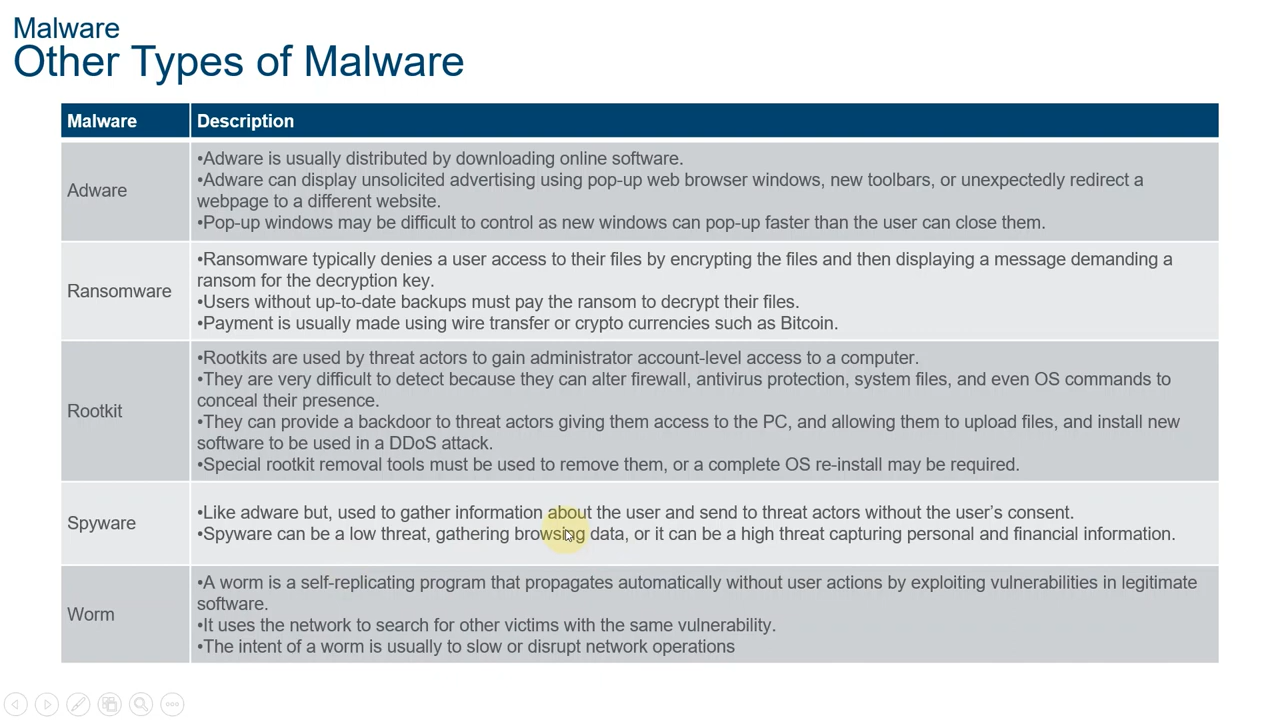 Malware
Other Types of Malware
Malware
Description
Adware
•Adware is usually distributed by downloading online software.
•Adware can display unsolicited advertising using pop-up web browser windows, new toolbars, or unexpectedly redirect a
webpage to a different website.
•Pop-up windows may be difficult to control as new windows can pop-up faster than the user can close them.
Ransomware
•Ransomware typically denies a user access to their files by encrypting the files and then displaying a message demanding a
ransom for the decryption key.
•Users without up-to-date backups must pay the ransom to decrypt their files.
•Payment is usually made using wire transfer or crypto currencies such as Bitcoin.
Rootkit
•Rootkits are used by threat actors to gain administrator account-level access to a computer.
•They are very difficult to detect because they can alter firewall, antivirus protection, system files, and even OS commands to
conceal their presence.
•They can provide a backdoor to threat actors giving them access to the PC, and allowing them to upload files, and install new
software to be used in a DDoS attack.
•Special rootkit removal tools must be used to remove them, or a complete OS re-install may be required.
Spyware
•Like adware but, used to gather information about the user and send to threat actors without the user’s consent.
•Spyware can be a low threat, gathering browsing data, or it can be a high threat capturing personal and financial information.
Worm
•A worm is a self-replicating program that propagates automatically without user actions by exploiting vulnerabilities in legitimate
software.
•It uses the network to search for other victims with the same vulnerability.
•The intent of a worm is usually to slow or disrupt network operations